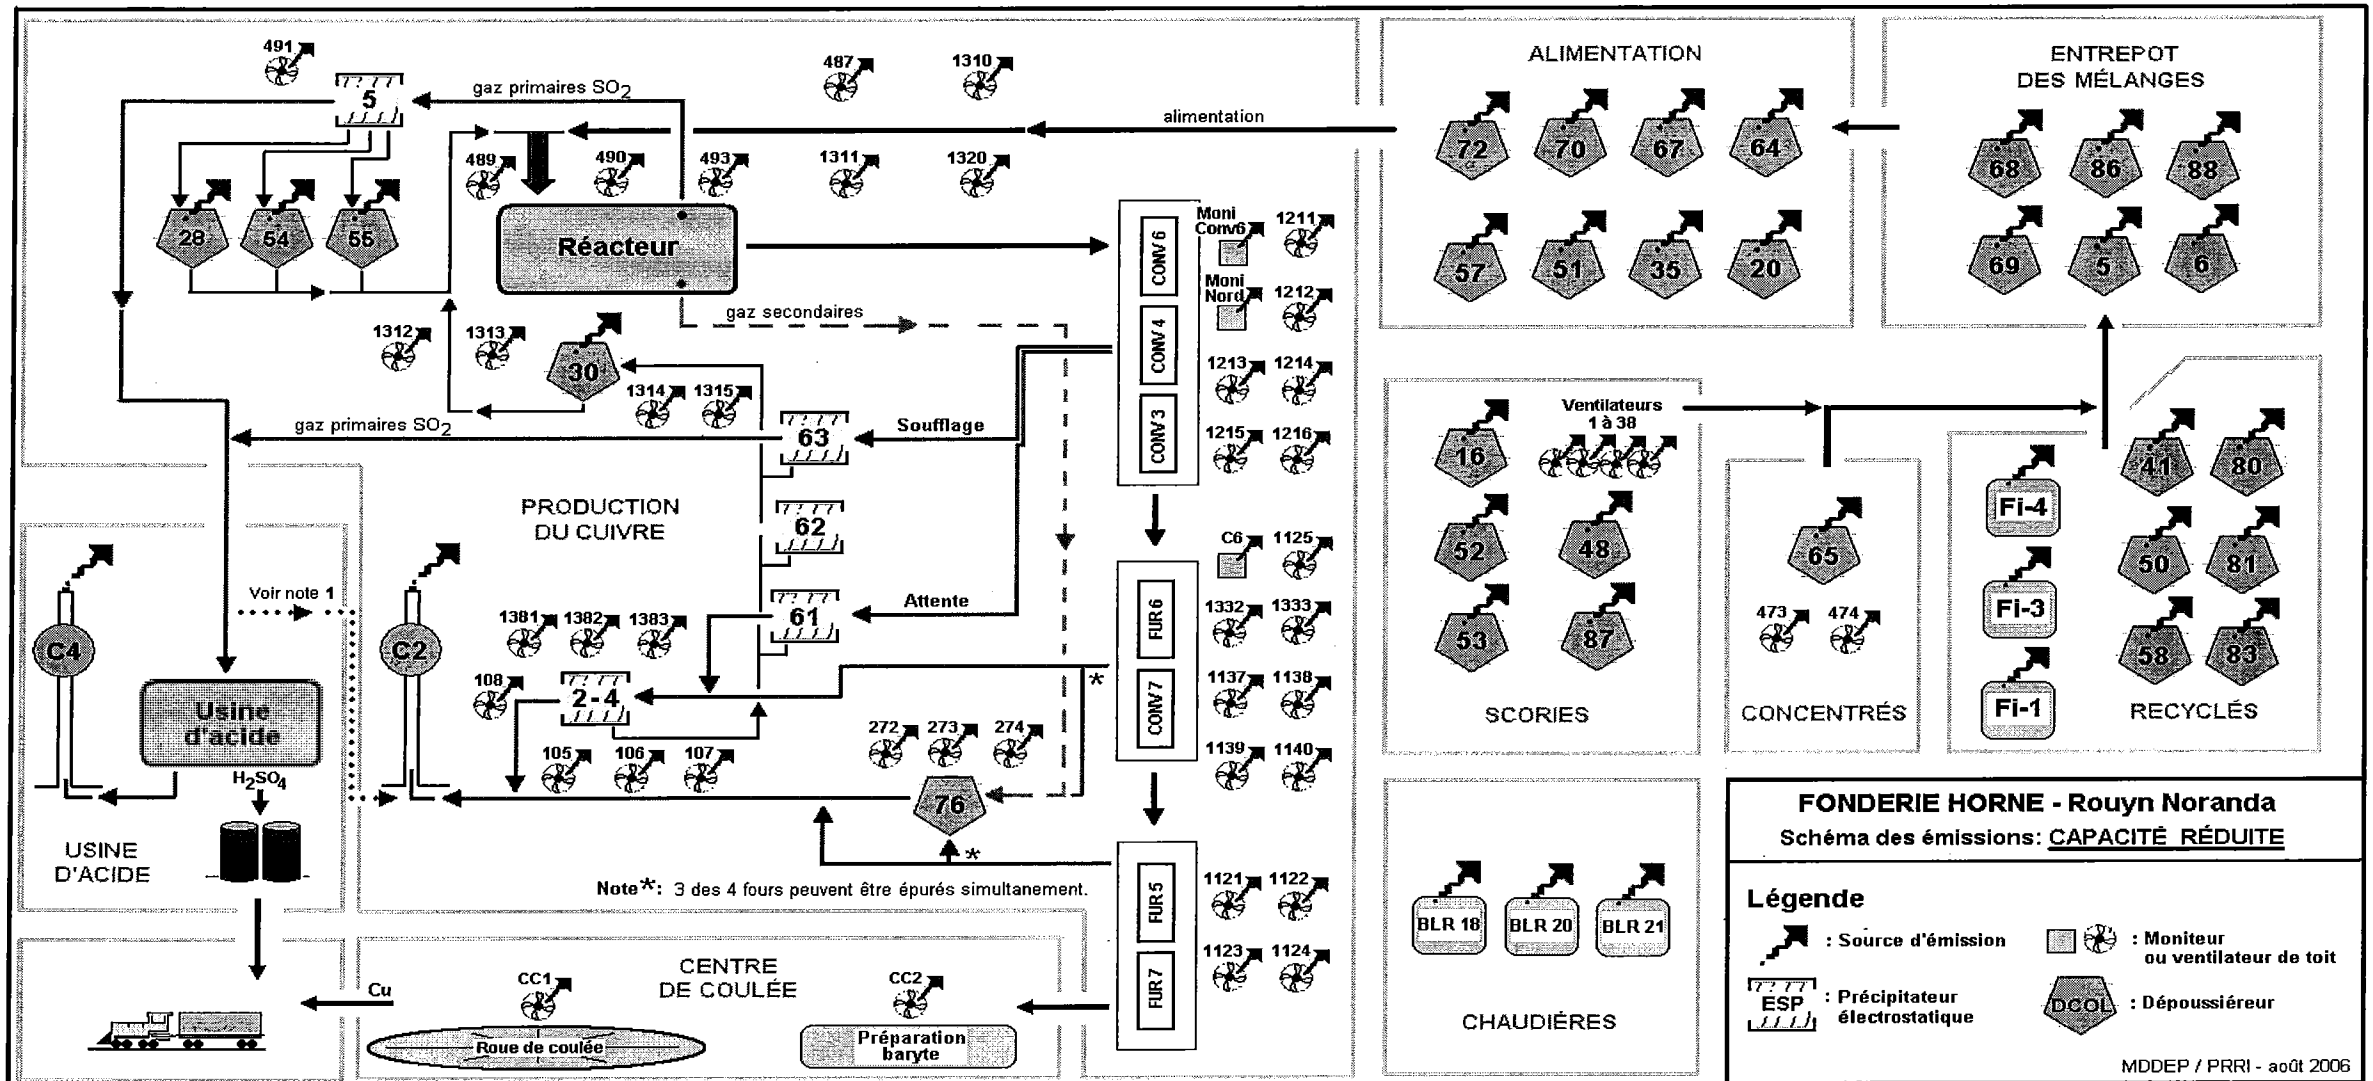 491
5
gaz primaires SO2
487
1310
alimentation
489
490
493
1311
1320
28
54
55
Réacteur
gaz secondaires
1312
1313
30
1314
1315
gaz primaires SO2
63
Soufflage
62
61
Attente
PRODUCTION
DU CUIVRE
CONV 6
CONV 4
CONV 3
Moni
Conv6
1211
Moni
Nord
1212
1213
1214
1215
1216
C6
1125
FUR 6
CONV 7
1332
1333
1137
1138
1139
1140
*
C4
Voir note 1
C2
1381
1382
1383
108
2-4
105
106
107
272
273
274
76
*
Usine
d'acide
H2SO4
USINE
D'ACIDE
Note*: 3 des 4 fours peuvent être épurés simultanement.
FUR 5
FUR 7
1121
1122
1123
1124
Cu
CC1
CENTRE
DE COULÉE
CC2
Roue de coulée
Préparation
baryte
ALIMENTATION
72
70
67
64
57
51
35
20
ENTREPOT
DES MÉLANGES
68
86
88
69
5
6
16
Ventilateurs
1 à 38
52
48
53
87
SCORIES
65
473
474
CONCENTRÉS
Fi-4
Fi-3
Fi-1
41
80
50
81
58
83
RECYCLÉS
BLR 18
BLR 20
BLR 21
CHAUDIÉRES
FONDERIE HORNE - Rouyn Noranda
Schéma des émissions: CAPACITÉ RÉDUITE
Légende
: Source d'émission
: Moniteur
ou ventilateur de toit
ESP
: Précipitateur
électrostatique
DCOL
: Dépoussiéreur
MDDEP / PRRI - août 2006